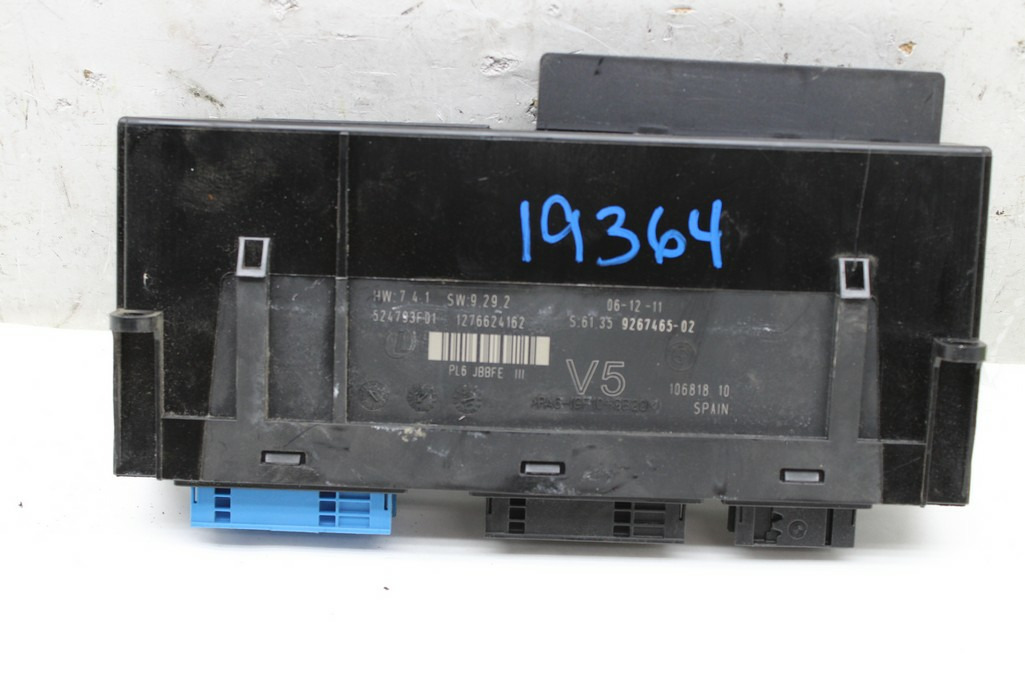 19364
HW:7.4.1 SW:9.29.2 06-12-11
524793F01 1276624162 S:61.35 9267465-02
PL6 JBBFE III
V5
106818 10
SPAIN